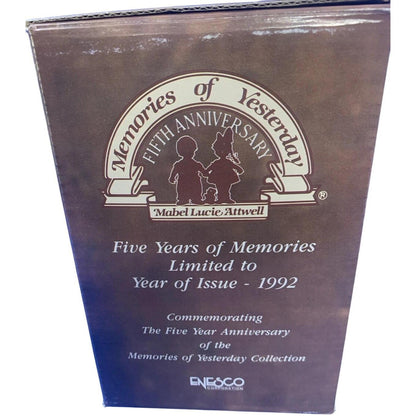 Memories of Yesterday
FIFTH ANNIVERSARY
Mabel Lucie Attwell
®
Five Years of Memories
Limited to
Year of Issue - 1992
Commemorating
The Five Year Anniversary
of the
Memories of Yesterday Collection
ENESCO
CORPORATION